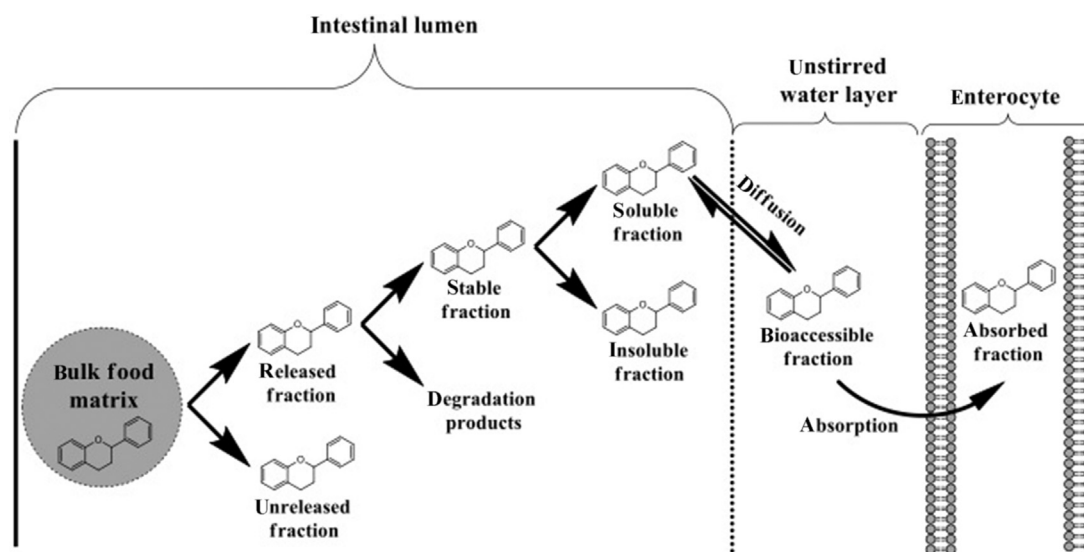 Intestinal lumen
Unstirred
water layer
Enterocyte
Bulk food
matrix
Released
fraction
Unreleased
fraction
Stable
fraction
Degradation
products
Soluble
fraction
Insoluble
fraction
Diffusion
Bioaccessible
fraction
Absorption
Absorbed
fraction
O
O
O
O
O
O
O
O